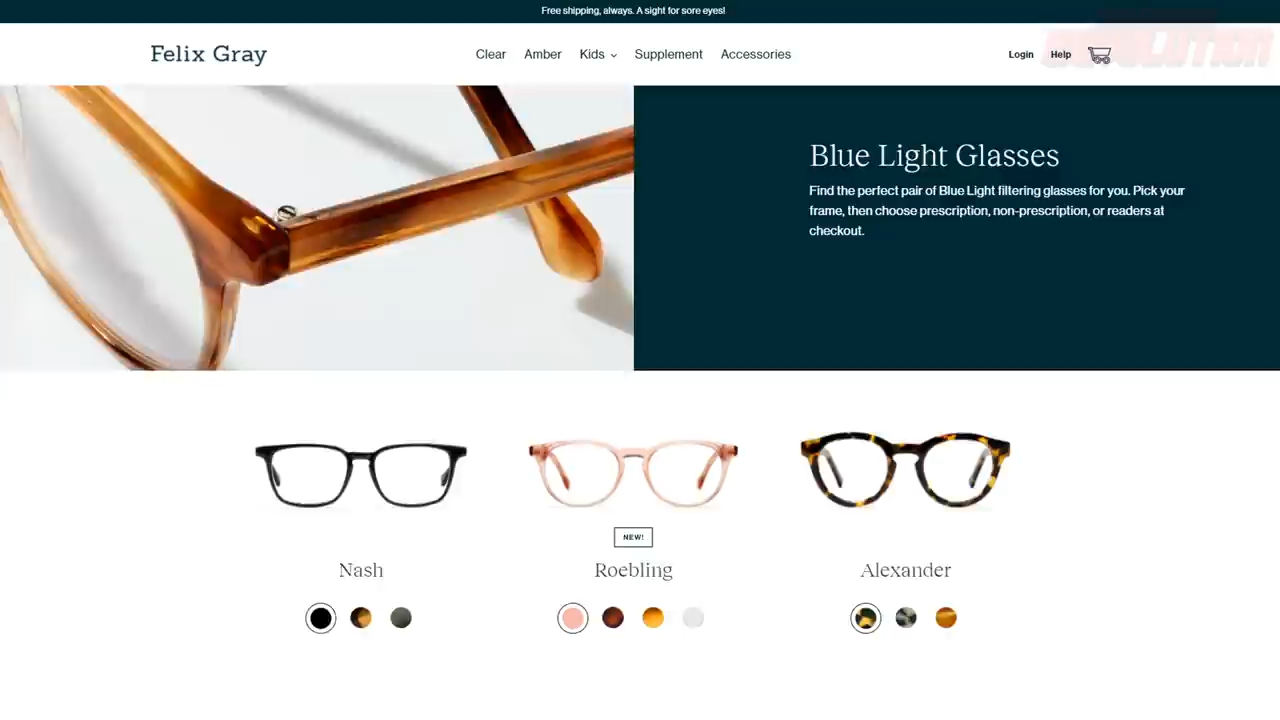 Free shipping, always. A sight for sore eyes!
Felix Gray
Clear
Amber
Kids
Supplement
Accessories
Login
Help
Blue Light Glasses
Find the perfect pair of Blue Light filtering glasses for you. Pick your
frame, then choose prescription, non-prescription, or readers at
checkout.
NEW!
Nash
Roebling
Alexander